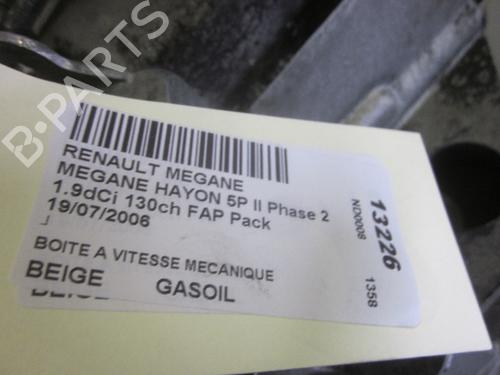 B-PARTS
RENAULT MEGANE
MEGANE HAYON 5P II Phase 2
1.9dCi 130ch FAP Pack
19/07/2006
BOITE A VITESSE MECANIQUE
BEIGE GASOIL
13226
ND0008
1358